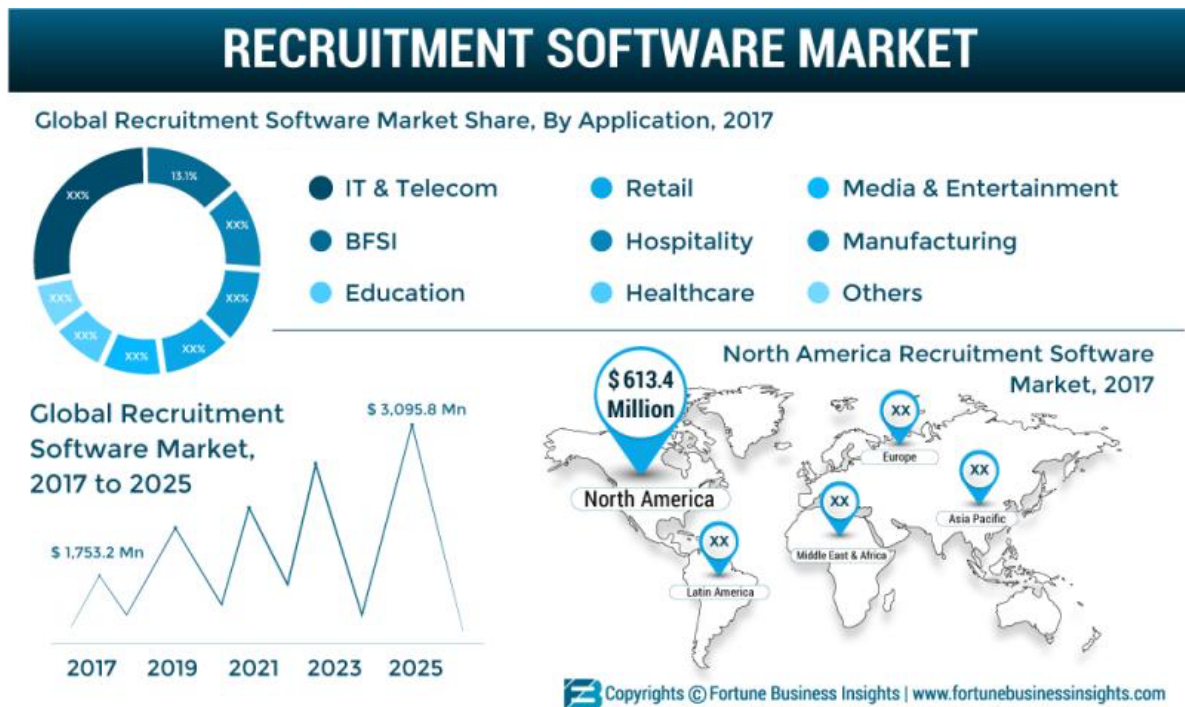 RECRUITMENT SOFTWARE MARKET
Global Recruitment Software Market Share, By Application, 2017
XX%
13.1%
XX%
XX%
XX%
XX%
XX%
XX%
IT & Telecom
Retail
Media & Entertainment
BFSI
Hospitality
Manufacturing
Education
Healthcare
Others
Global Recruitment
Software Market,
2017 to 2025
$ 1,753.2 Mn
$ 3,095.8 Mn
2017
2019
2021
2023
2025
North America Recruitment Software
Market, 2017
$ 613.4
Million
North America
XX
Europe
XX
Asia Pacific
XX
Middle East & Africa
XX
Latin America
Copyrights © Fortune Business Insights | www.fortunebusinessinsights.com